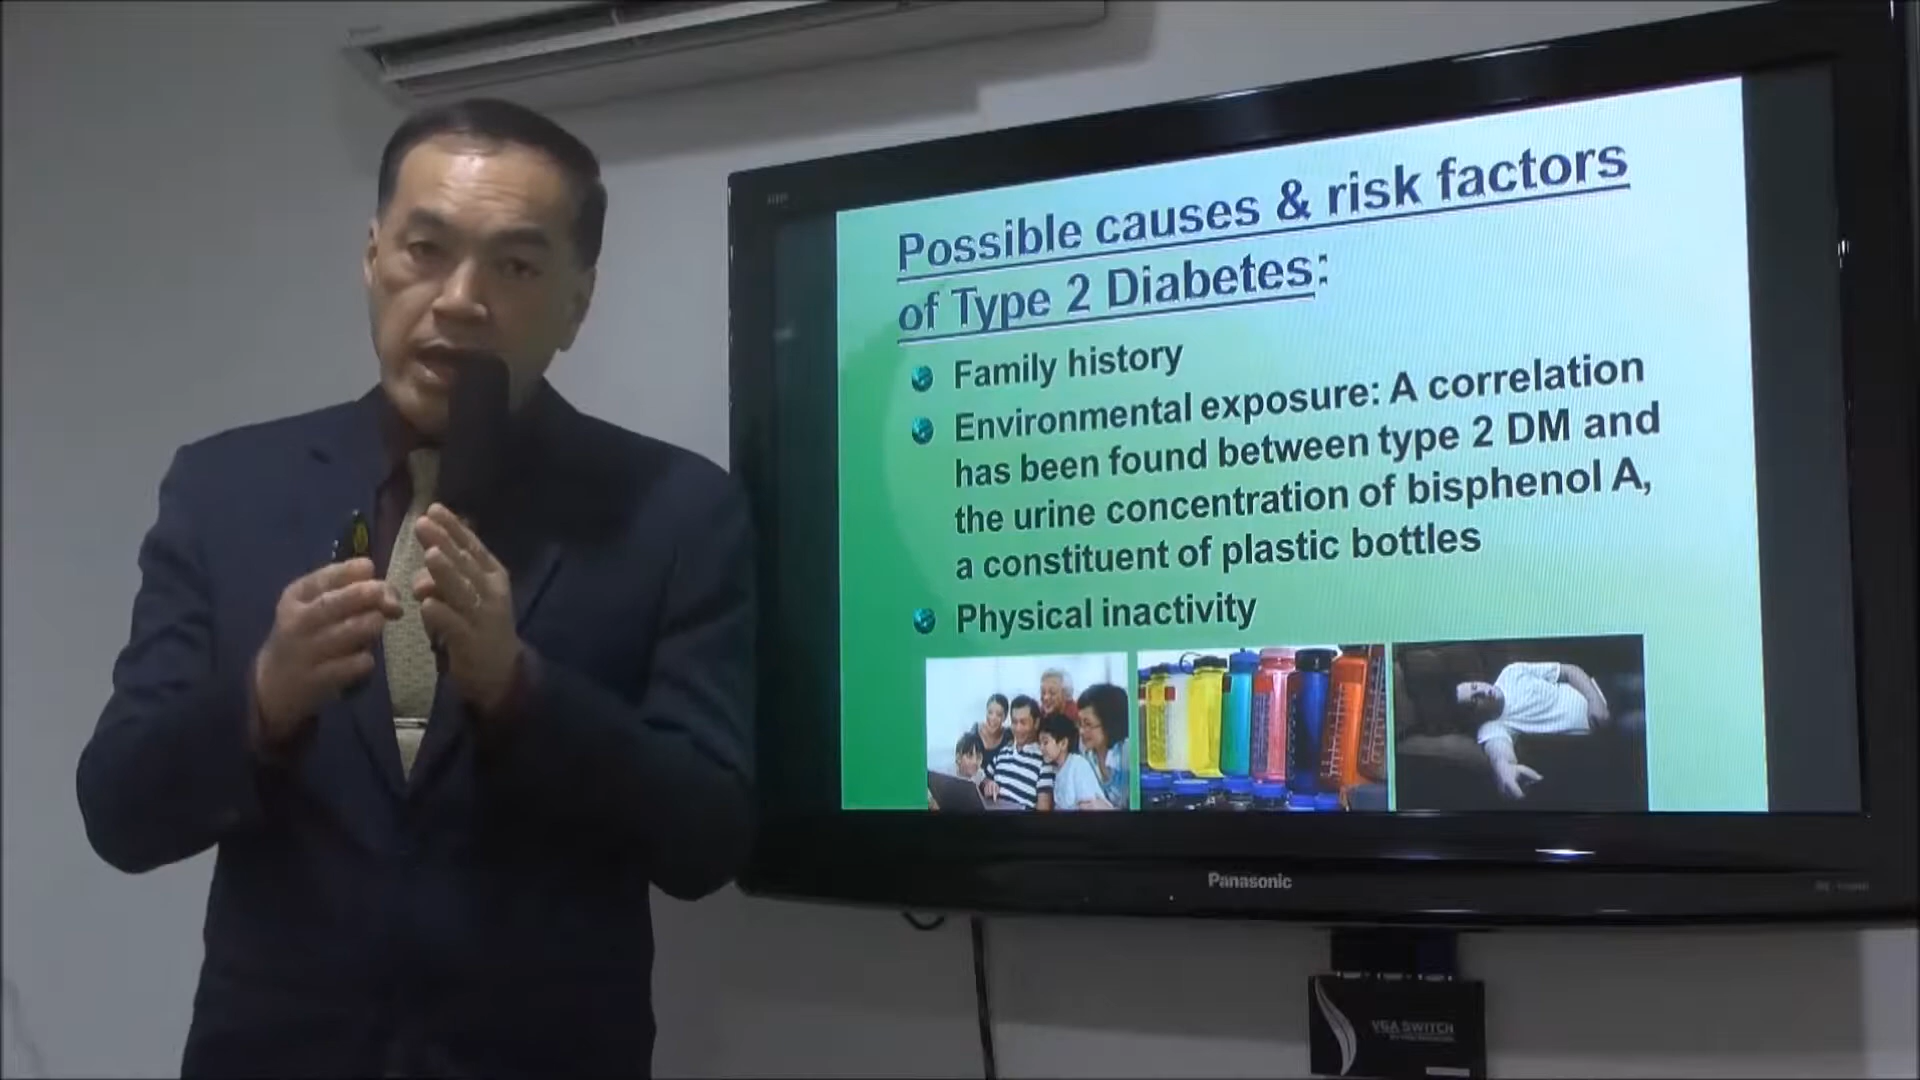 Possible causes & risk factors
of Type 2 Diabetes:
Family history
Environmental exposure: A correlation
has been found between type 2 DM and
the urine concentration of bisphenol A,
a constituent of plastic bottles
Physical inactivity
Panasonic
VGA SWITCH